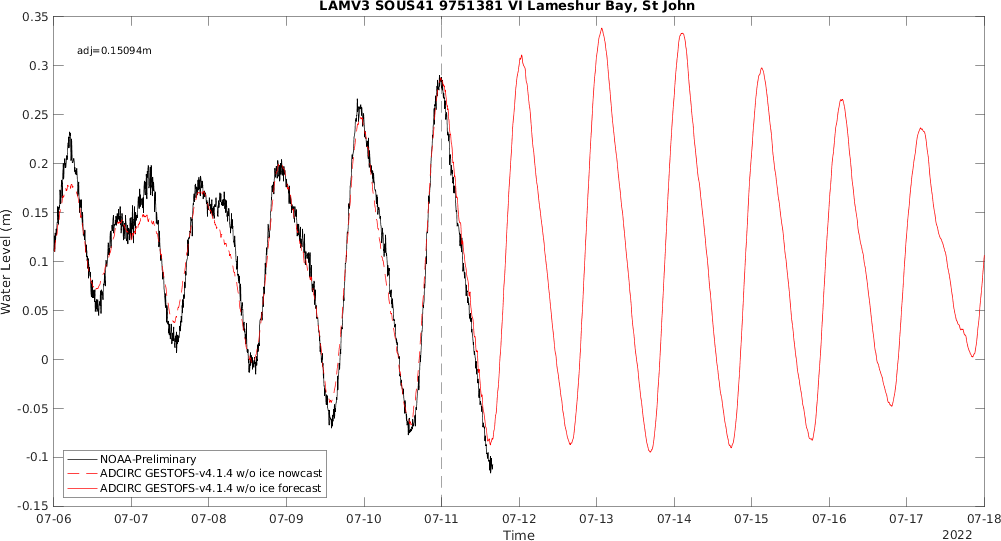 LAMV3 SOUS41 9751381 VI Lameshur Bay, St John
adj=0.15094m
0.35
0.3
0.25
0.2
0.15
0.1
0.05
0
-0.05
-0.1
-0.15
Water Level (m)
NOAA-Preliminary
ADCIRC GESTOFS-v4.1.4 w/o ice nowcast
ADCIRC GESTOFS-v4.1.4 w/o ice forecast
07-06 07-07 07-08 07-09 07-10 07-11 07-12 07-13 07-14 07-15 07-16 07-17 07-18
Time
2022